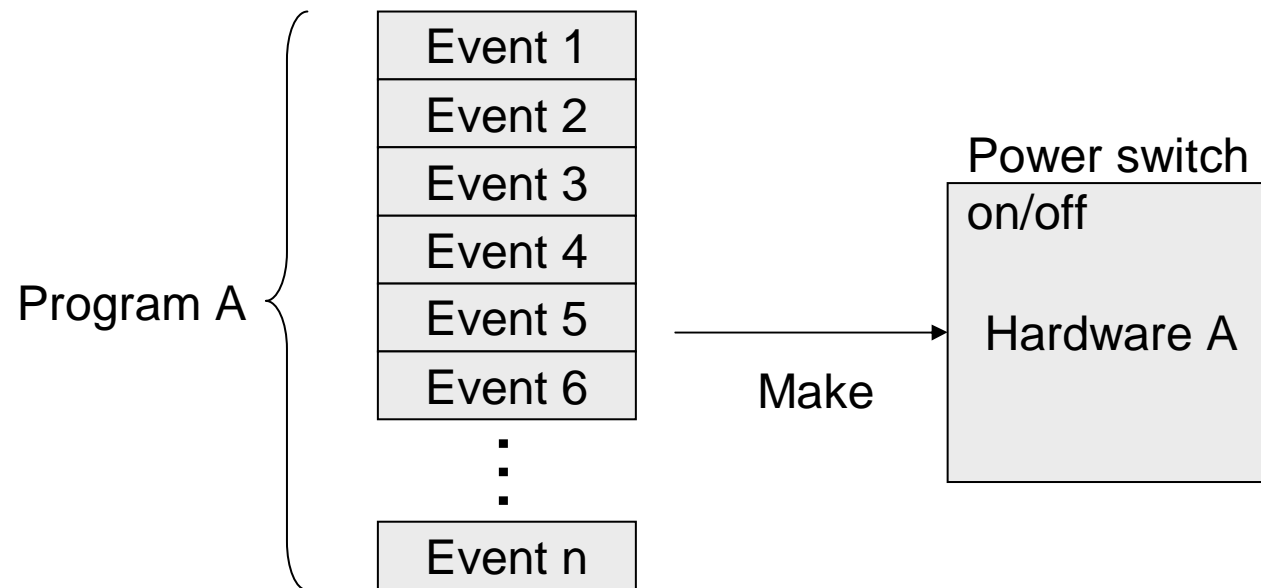 Event 1
Event 2
Event 3
Event 4
Event 5
Event 6
Event n
Program A
Make
Power switch
on/off
Hardware A